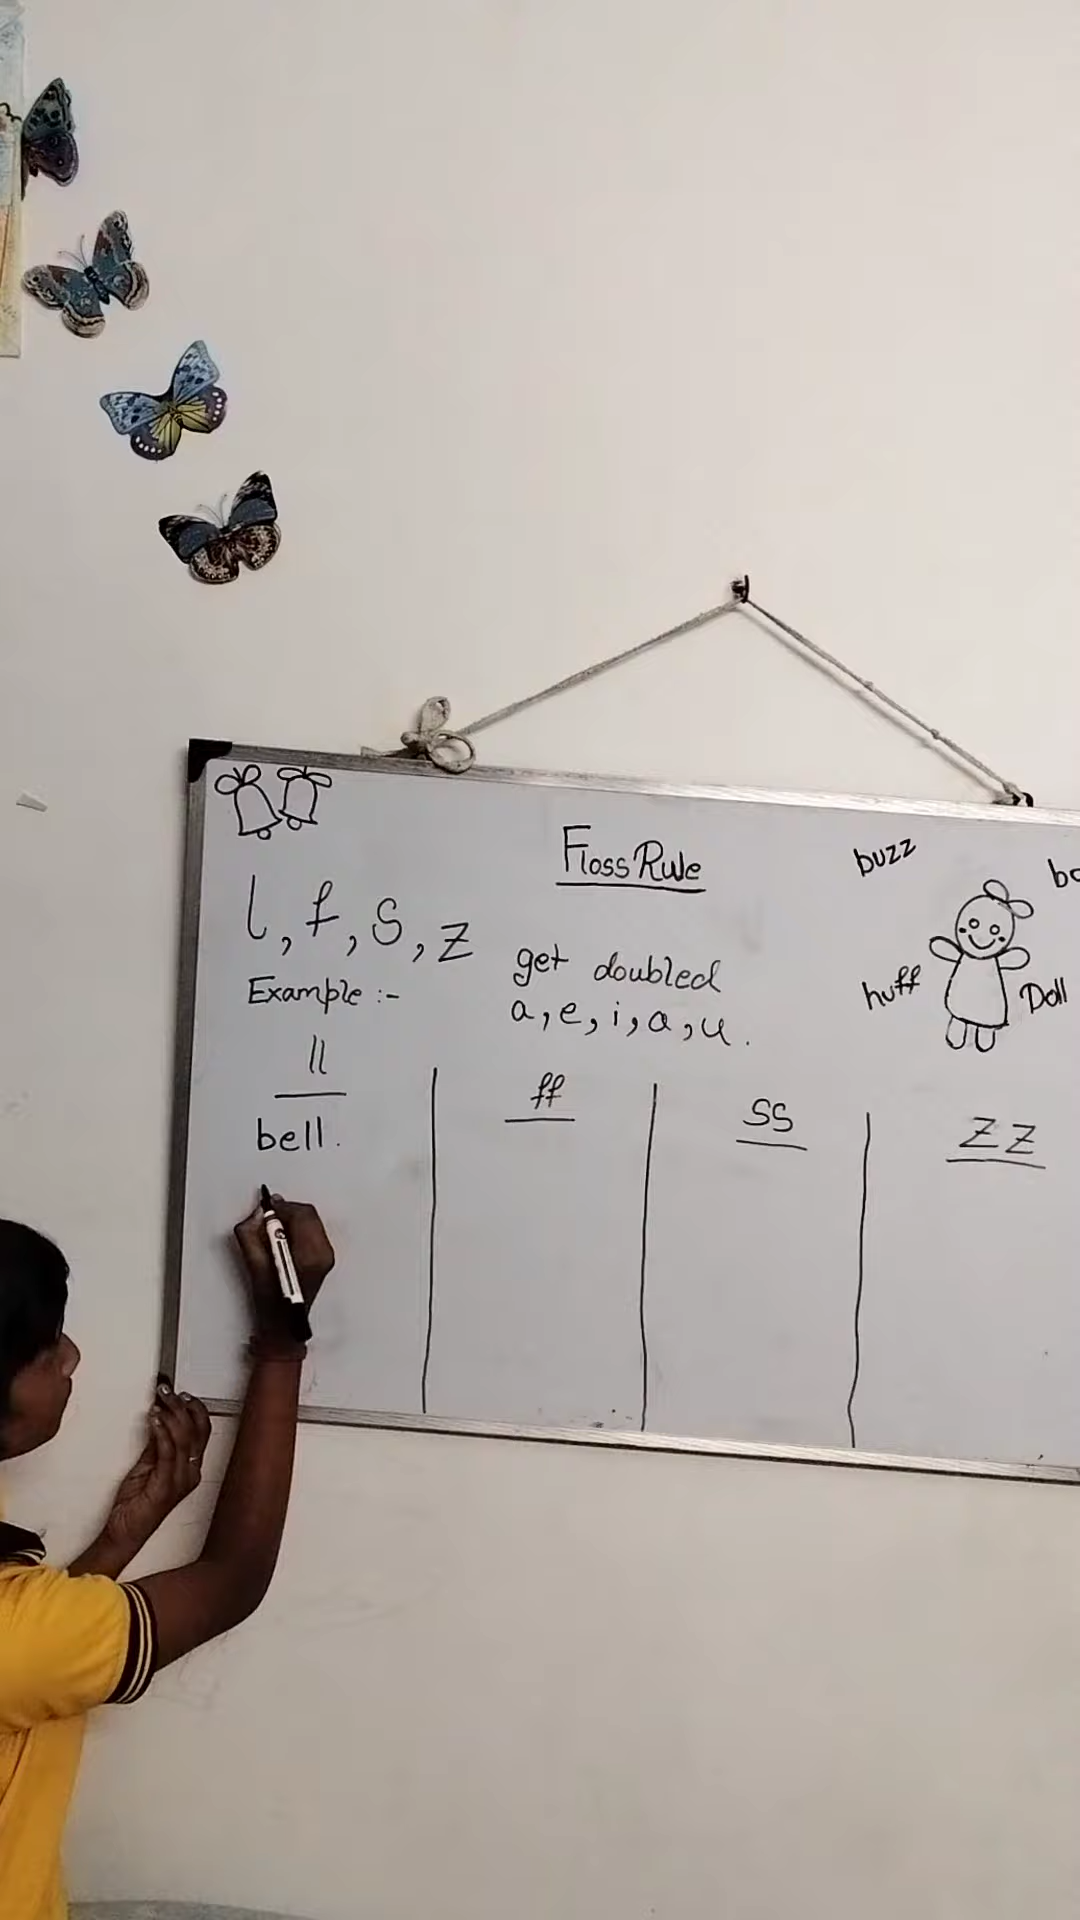 Floss Rule
buzz
l, f, s, z
get doubled
a, e, i, o, u.
Example :-
huff
Doll
ll
ff
ss
zz
bell.